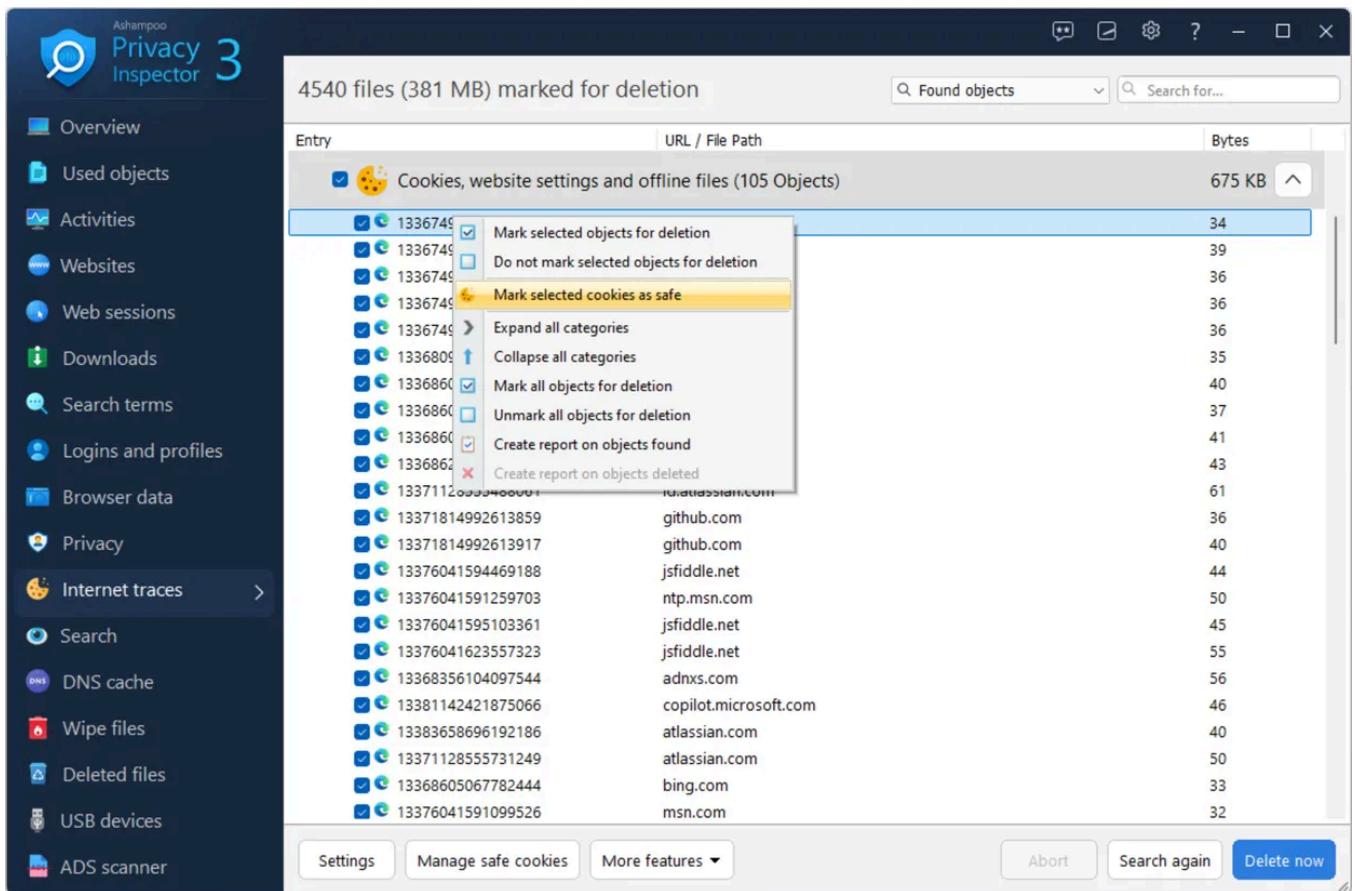 Ashampoo
Privacy
Inspector 3
Overview
Used objects
Activities
Websites
Web sessions
Downloads
Search terms
Logins and profiles
Browser data
Privacy
Internet traces
Search
DNS cache
Wipe files
Deleted files
USB devices
ADS scanner
4540 files (381 MB) marked for deletion
Found objects
Search for...
Entry URL / File Path Bytes
Cookies, website settings and offline files (105 Objects) 675 KB
34
39
36
36
36
35
40
37
41
43
id.atlassian.com 61
13371814992613859 github.com 36
13371814992613917 github.com 40
13376041594469188 jsfiddle.net 44
13376041591259703 ntp.msn.com 50
13376041595103361 jsfiddle.net 45
13376041623557323 jsfiddle.net 55
13368356104097544 adnxs.com 56
13381142421875066 copilot.microsoft.com 46
13383658696192186 atlassian.com 40
13371128555731249 atlassian.com 50
13368605067782444 bing.com 33
13376041591099526 msn.com 32
Mark selected objects for deletion
Do not mark selected objects for deletion
Mark selected cookies as safe
Expand all categories
Collapse all categories
Mark all objects for deletion
Unmark all objects for deletion
Create report on objects found
Create report on objects deleted
Settings
Manage safe cookies
More features
Abort
Search again
Delete now